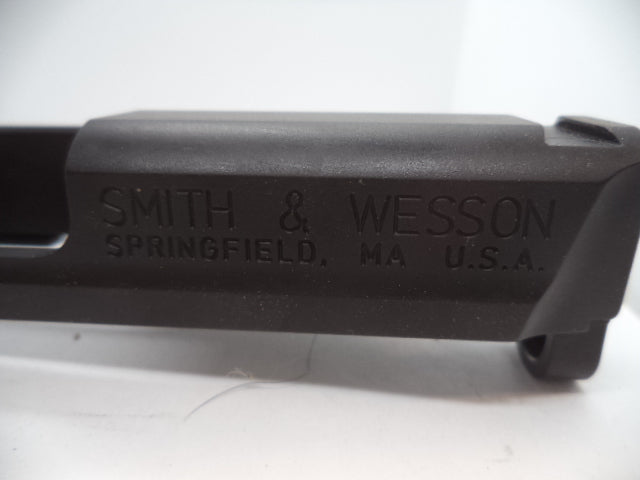 SMITH & WESSON
SPRINGFIELD, MA U.S.A.